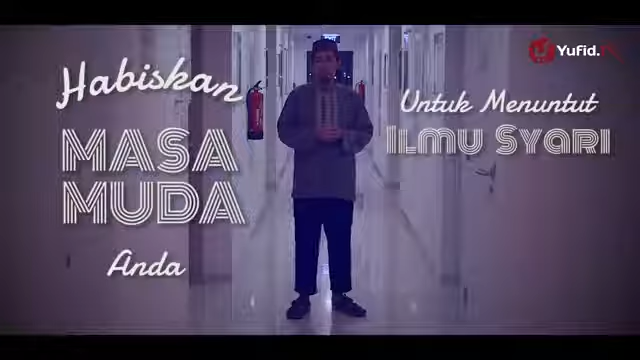 Habiskan
MASA
MUDA
Anda
Untuk Menuntut
ILMU SYARI
Yufid.TV